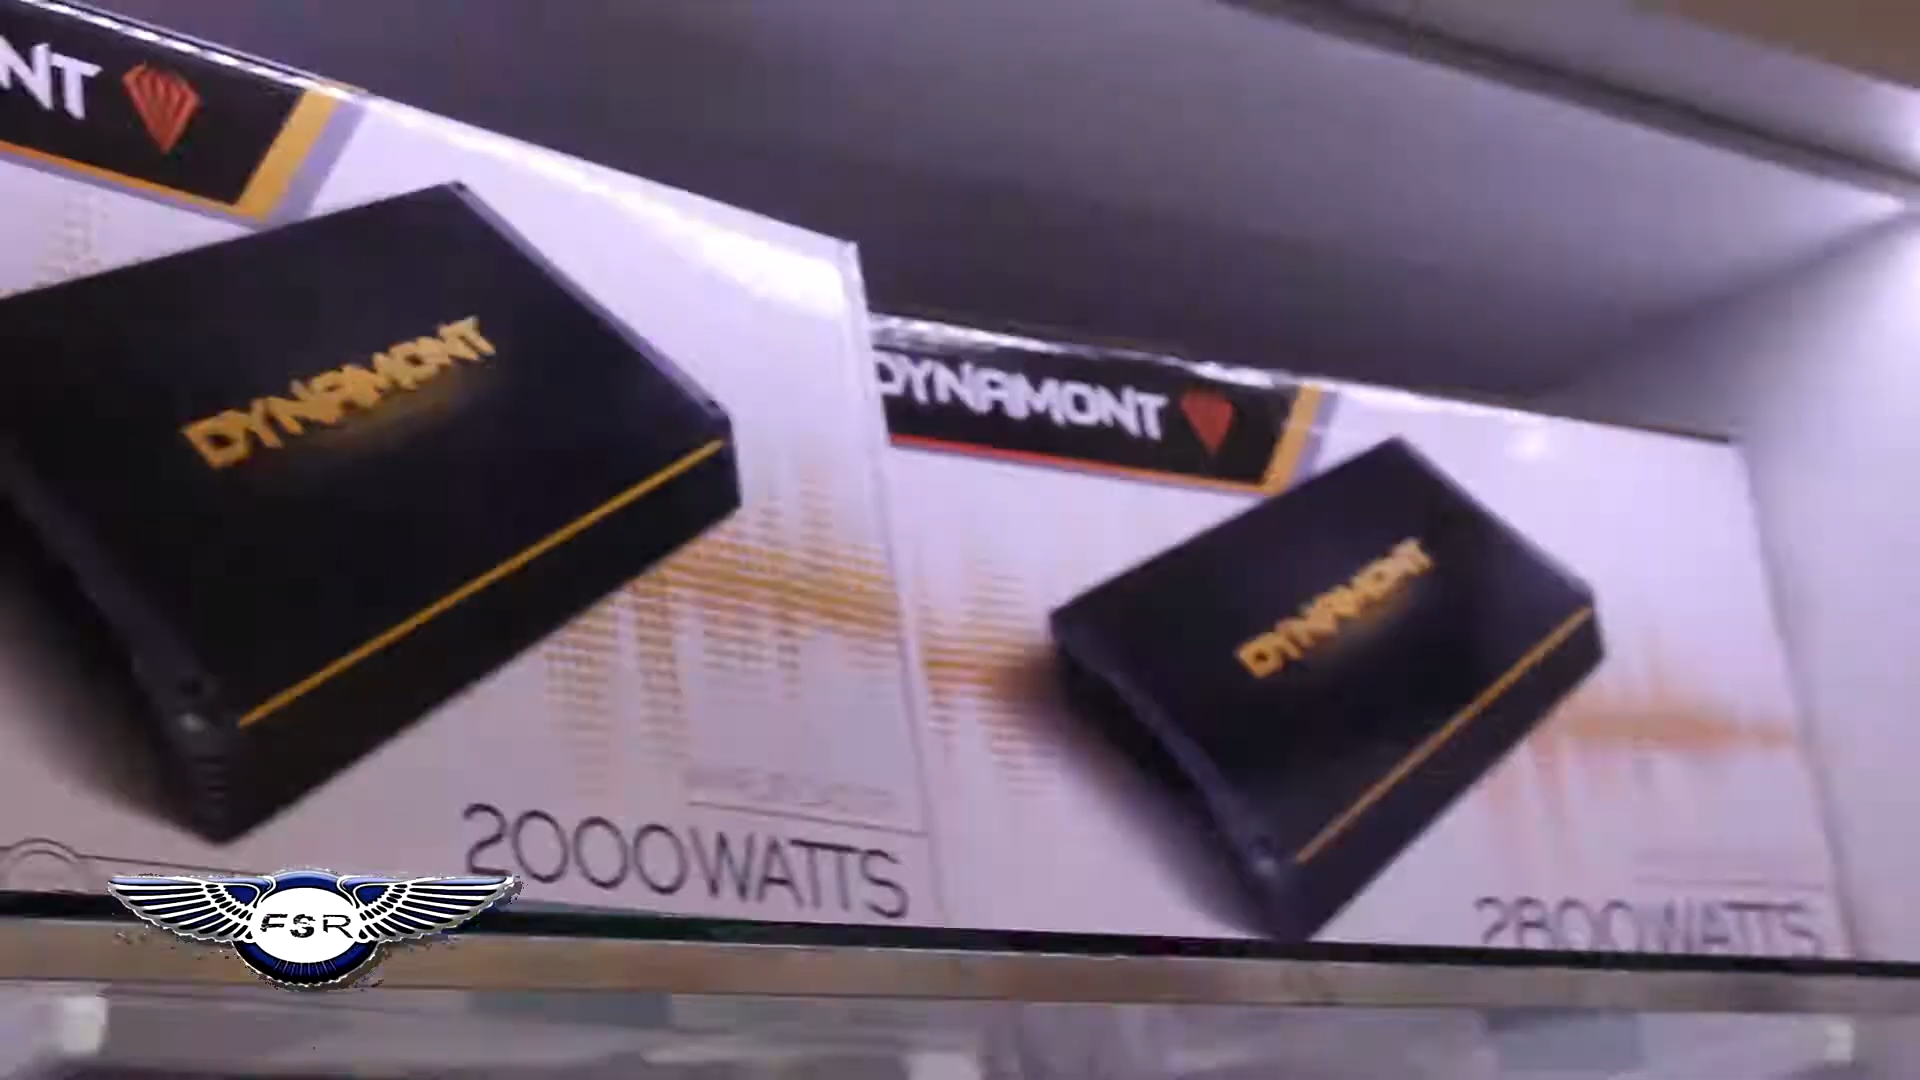 NT
DYNAMONT
2000WATTS
DYNAMONT
DYNAMONT
2800WATTS
FSR